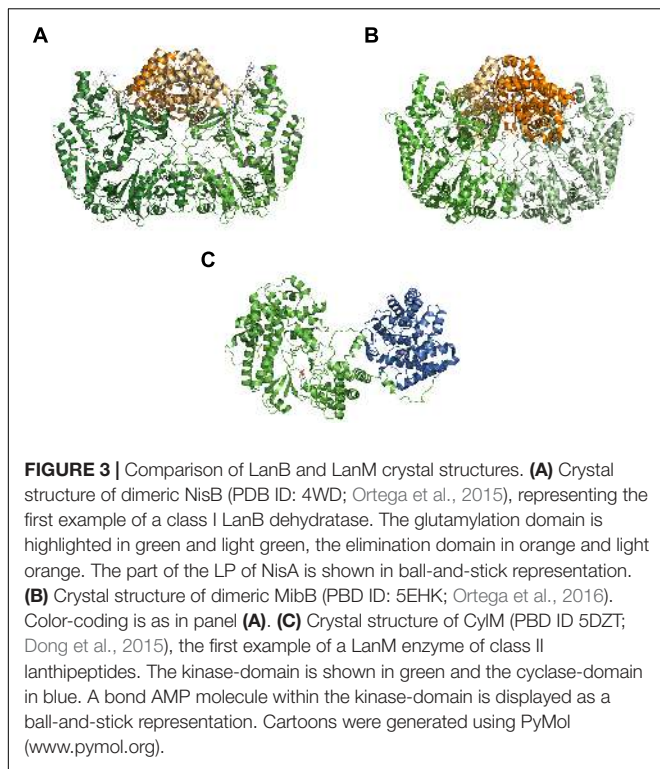 A
B
C
FIGURE 3 | Comparison of LanB and LanM crystal structures. (A) Crystal
structure of dimeric NisB (PDB ID: 4WD; Ortega et al., 2015), representing the
first example of a class I LanB dehydratase. The glutamylation domain is
highlighted in green and light green, the elimination domain in orange and light
orange. The part of the LP of NisA is shown in ball-and-stick representation.
(B) Crystal structure of dimeric MibB (PBD ID: 5EHK; Ortega et al., 2016).
Color-coding is as in panel (A). (C) Crystal structure of CylM (PBD ID 5DZT;
Dong et al., 2015), the first example of a LanM enzyme of class II
lanthipeptides. The kinase-domain is shown in green and the cyclase-domain
in blue. A bond AMP molecule within the kinase-domain is displayed as a
ball-and-stick representation. Cartoons were generated using PyMol
(www.pymol.org).